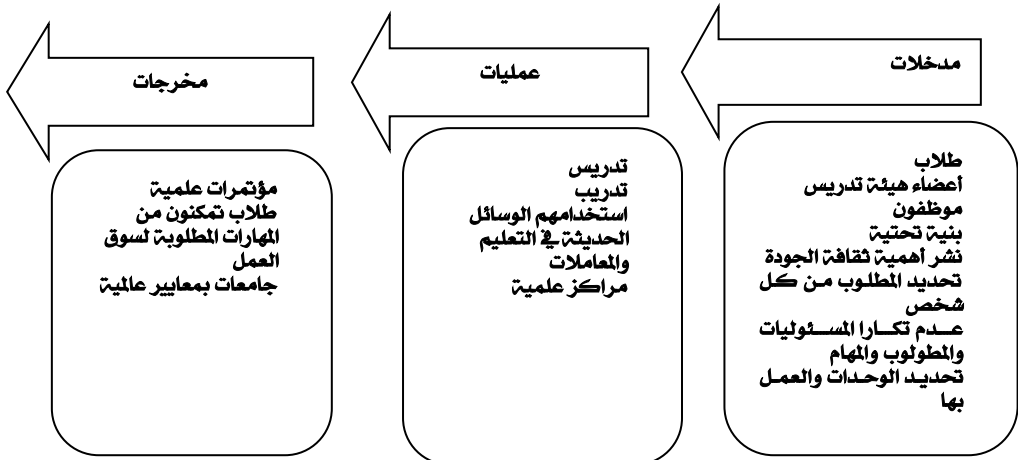 مدخلات
طلاب
أعضاء هيئة تدريس
موظفون
بنية تحتية
نشر أهمية ثقافة الجودة
تحديد المطلوب من كل
شخص
عدم تكارا المسئوليات
والمطولوب والمهام
تحديد الوحدات والعمل
بها
عمليات
تدريس
تدريب
استخدامهم الوسائل
الحديثة في التعليم
والمعاملات
مراكز علمية
مخرجات
مؤتمرات علمية
طلاب تمكنون من
المهارات المطلوبة لسوق
العمل
جامعات بمعايير عالمية